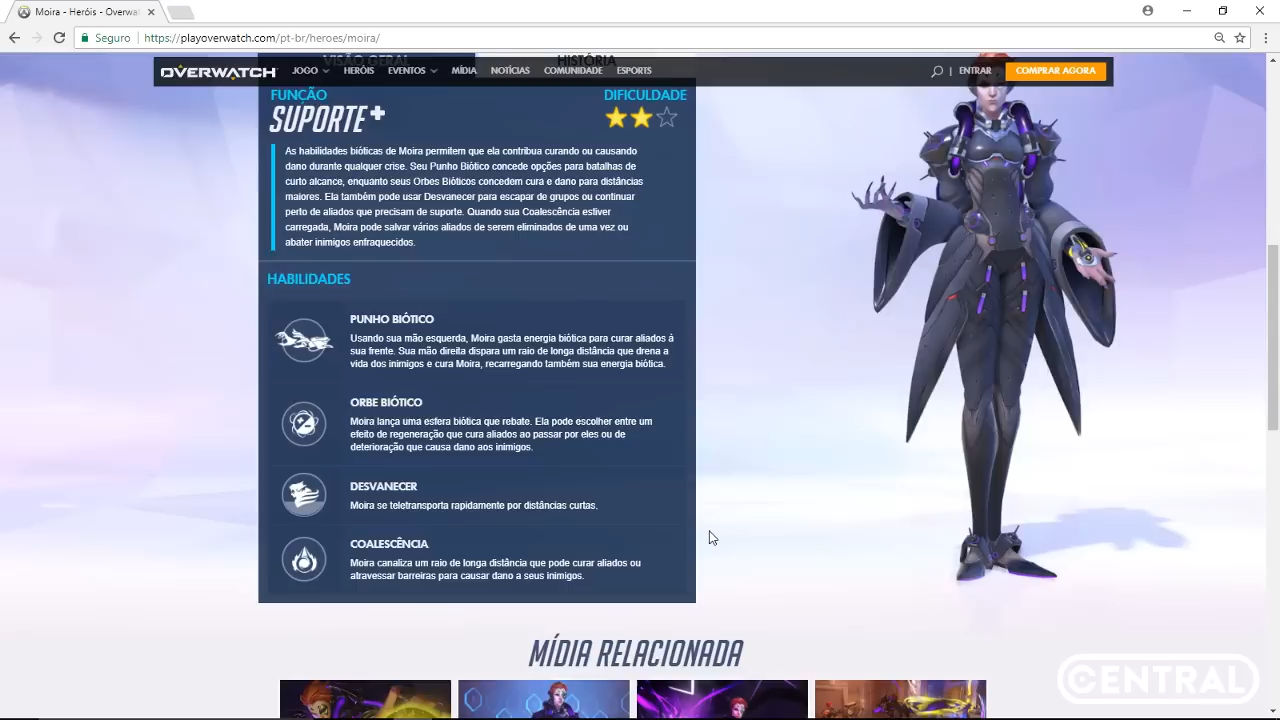 Moira - Heróis - Overwa
Seguro
https://playoverwatch.com/pt-br/heroes/moira/
VISÃO GERAL
HISTÓRIA
OVERWATCH
JOGO
HERÓIS
EVENTOS
MÍDIA
NOTÍCIAS
COMUNIDADE
ESPORTS
ENTRAR
COMPRAR AGORA
FUNÇÃO
DIFICULDADE
SUPORTE
As habilidades bióticas de Moira permitem que ela contribua curando ou causando
dano durante qualquer crise. Seu Punho Biótico concede opções para batalhas de
curto alcance, enquanto seus Orbes Bióticos concedem cura e dano para distâncias
maiores. Ela também pode usar Desvanecer para escapar de grupos ou continuar
perto de aliados que precisam de suporte. Quando sua Coalescência estiver
carregada, Moira pode salvar vários aliados de serem eliminados de uma vez ou
abater inimigos enfraquecidos.
HABILIDADES
PUNHO BIÓTICO
Usando sua mão esquerda, Moira gasta energia biótica para curar aliados à
sua frente. Sua mão direita dispara um raio de longa distância que drena a
vida dos inimigos e cura Moira, recarregando também sua energia biótica.
ORBE BIÓTICO
Moira lança uma esfera biótica que rebate. Ela pode escolher entre um
efeito de regeneração que cura aliados ao passar por eles ou de
deterioração que causa dano aos inimigos.
DESVANECER
Moira se teletransporta rapidamente por distâncias curtas.
COALESCÊNCIA
Moira canaliza um raio de longa distância que pode curar aliados ou
atravessar barreiras para causar dano a seus inimigos.
MÍDIA RELACIONADA
CENTRAL